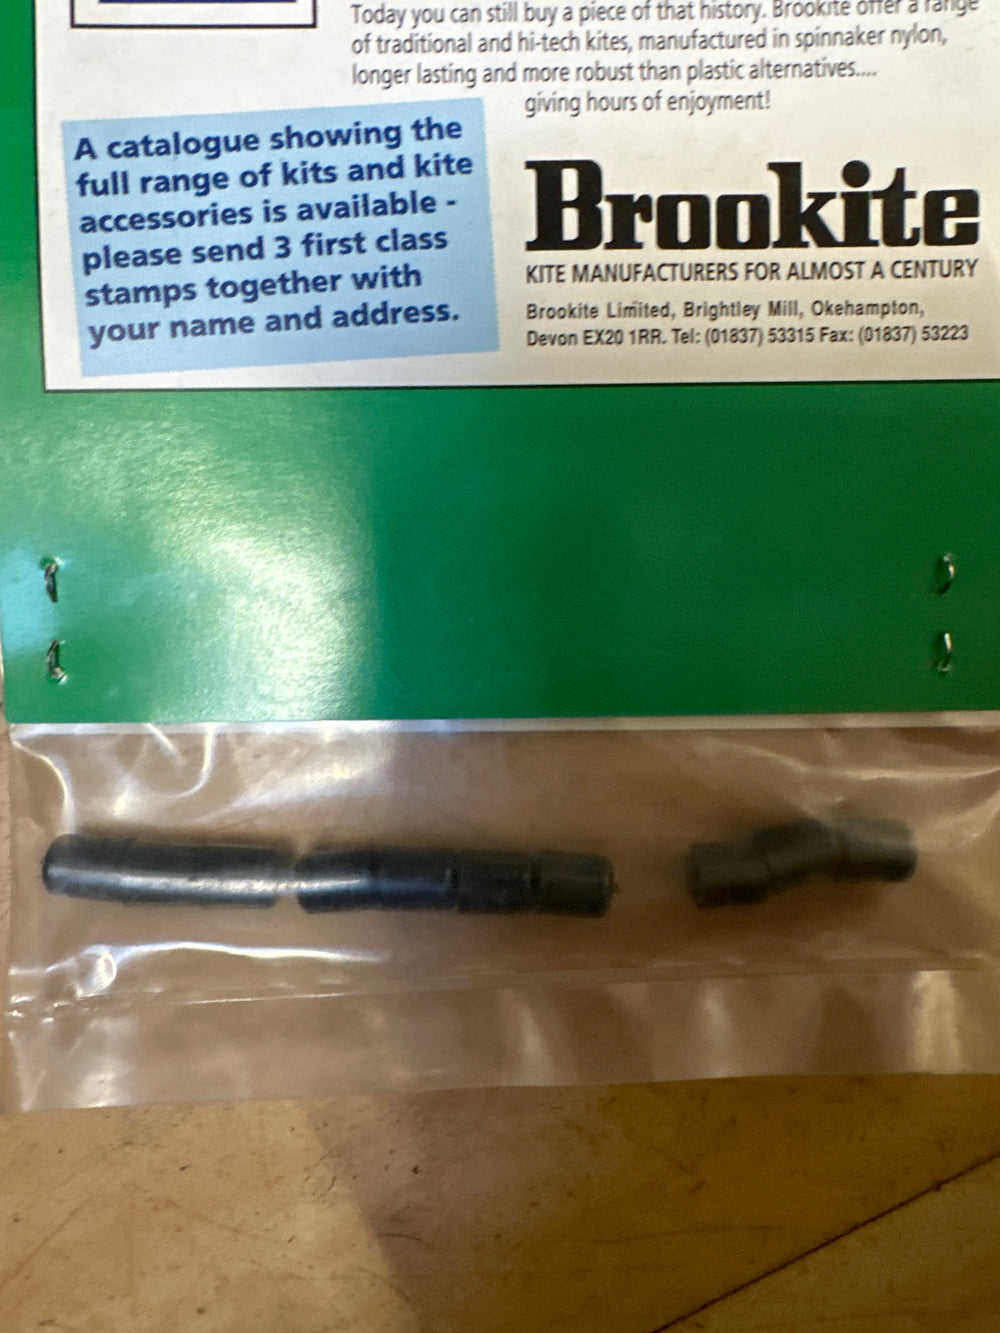 Today you can still buy a piece of that history. Brookite offer a range
of traditional and hi-tech kites, manufactured in spinnaker nylon,
longer lasting and more robust than plastic alternatives....
giving hours of enjoyment!
A catalogue showing the
full range of kits and kite
accessories is available -
please send 3 first class
stamps together with
your name and address.
Brookite
KITE MANUFACTURERS FOR ALMOST A CENTURY
Brookite Limited, Brightley Mill, Okehampton,
Devon EX20 1RR. Tel: (01837) 53315 Fax: (01837) 53223